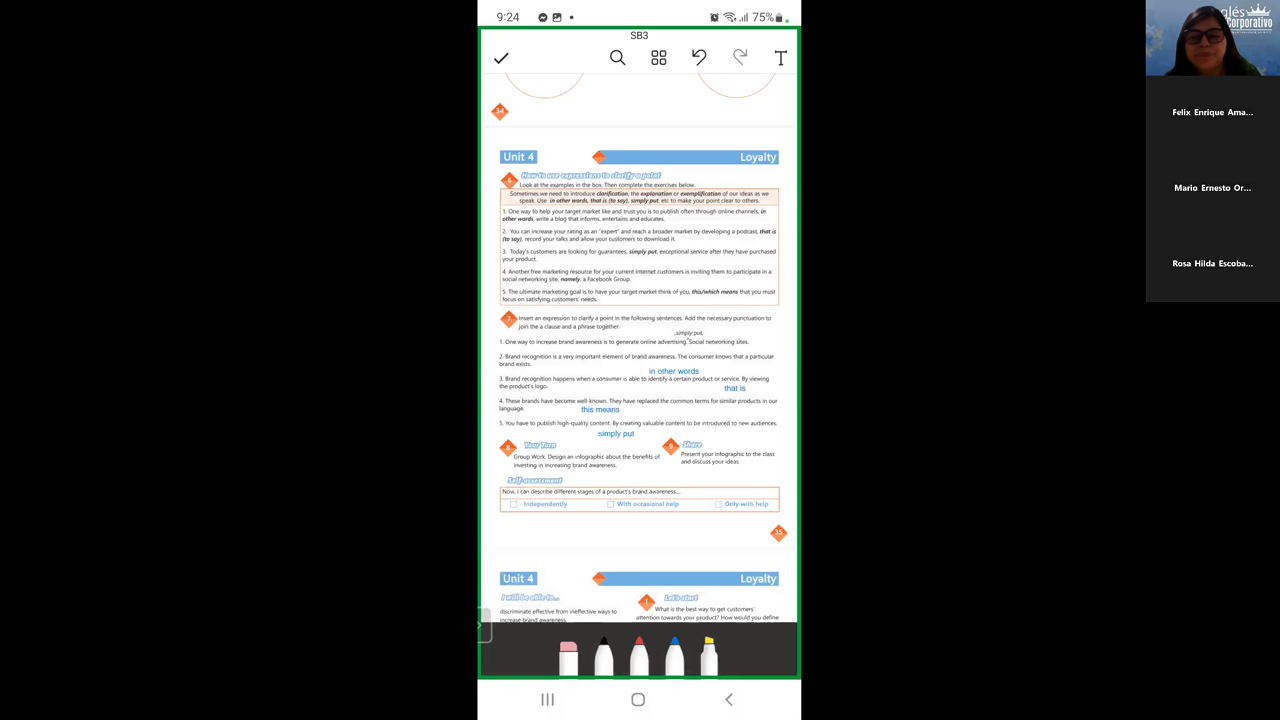 9:24
75%
SB3
T
34
Unit 4
Loyalty
6
How to use expressions to clarify a point
Look at the examples in the box. Then complete the exercises below.
Sometimes we need to introduce clarification, the explanation or exemplification of our ideas as we
speak. Use in other words, that is (to say), simply put, etc to make your point clear to others.
1. One way to help your target market like and trust you is to publish often through online channels, in
other words, write a blog that informs, entertains and educates.
2. You can increase your rating as an "expert" and reach a broader market by developing a podcast, that is
(to say), record your talks and allow your customers to download it.
3. Today's customers are looking for guarantees, simply put, exceptional service after they have purchased
your product.
4. Another free marketing resource for your current Internet customers is inviting them to participate in a
social networking site, namely, a Facebook Group.
5. The ultimate marketing goal is to have your target market think of you, this/which means that you must
focus on satisfying customers' needs.
7
Insert an expression to clarify a point in the following sentences. Add the necessary punctuation to
join the a clause and a phrase together
,simply put,
1. One way to increase brand awareness is to generate online advertising. Social networking sites.
2. Brand recognition is a very important element of brand awareness. The consumer knows that a particular
brand exists.
in other words
3. Brand recognition happens when a consumer is able to identify a certain product or service. By viewing
the product's logo.
that is
4. These brands have become well-known. They have replaced the common terms for similar products in our
language.
this means
5. You have to publish high-quality content. By creating valuable content to be introduced to new audiences.
simply put
8
Your Turn
Group Work. Design an infographic about the benefits of
investing in increasing brand awareness.
9
Share
Present your infographic to the class
and discuss your ideas
Self-assessment
Now, I can describe different stages of a product's brand awareness...
Independently
With occasional help
Only with help
35
Unit 4
Loyalty
I will be able to...
discriminate effective from ineffective ways to
increase brand awareness.
1
Let's start
What is the best way to get customers'
attention towards your product? How would you define
glés
Corporativo
Felix Enrique Ama...
Mario Ernesto Or...
Rosa Hilda Escoba...